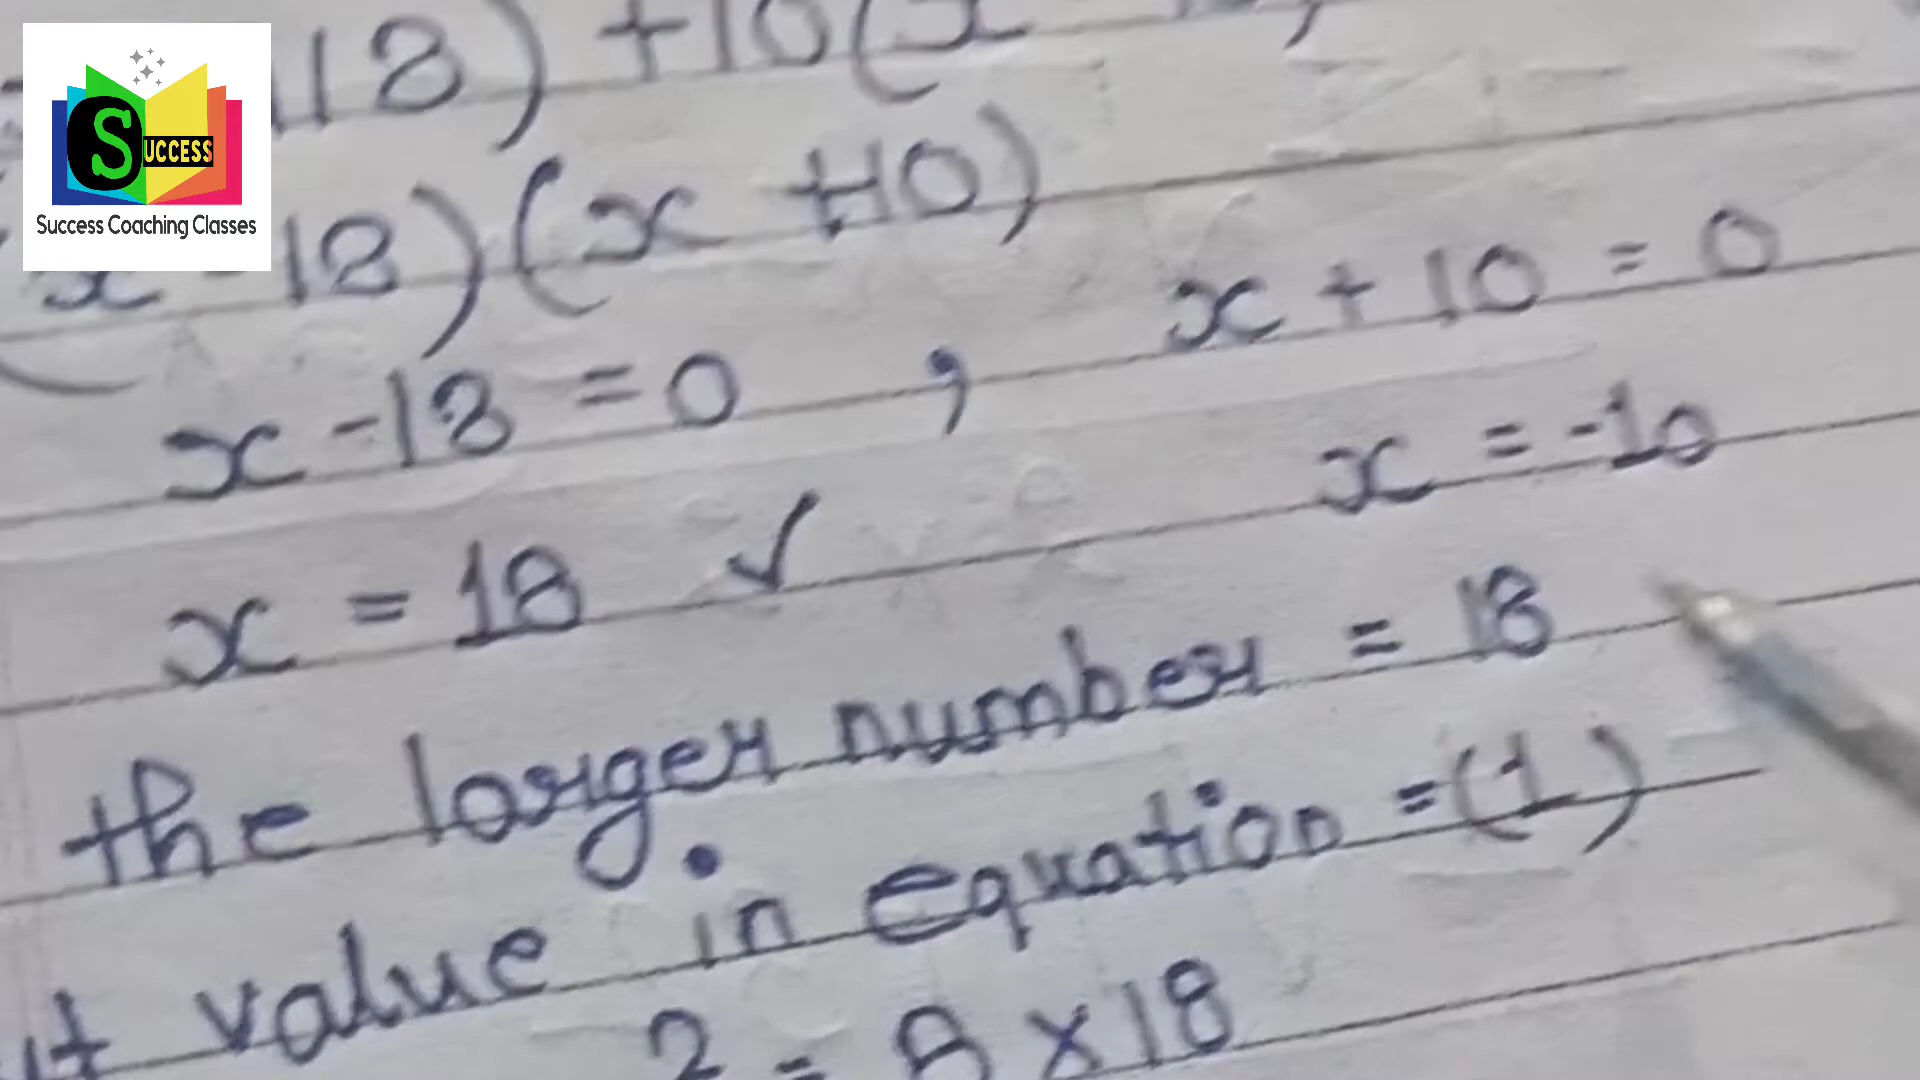 18) + 10(x
SUCCESS
Success Coaching Classes
x - 18) (x + 10)
x - 18 = 0 , x + 10 = 0
x = 18 ✓ x = -10
the larger number = 18
value in equation = (1)
2 = 8 × 18